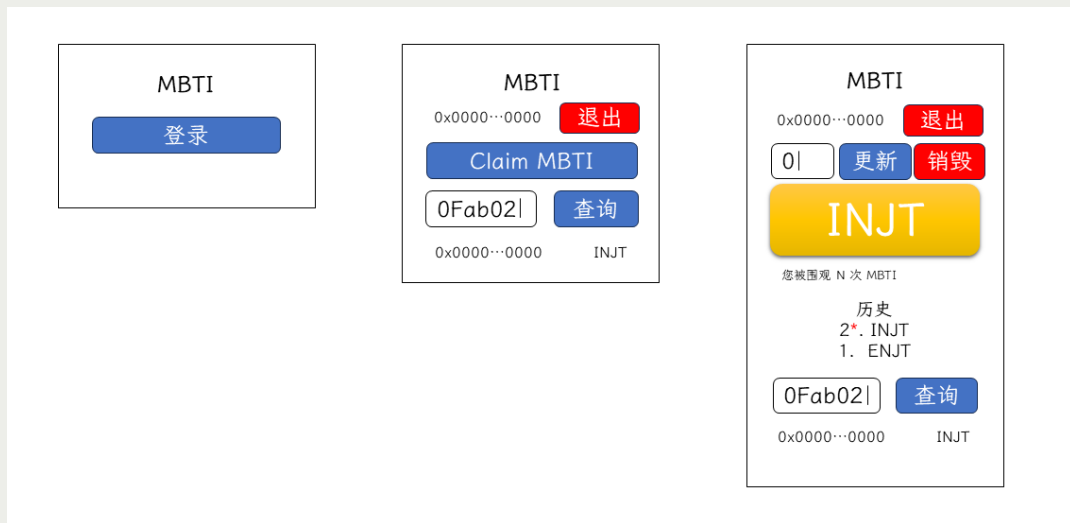 MBTI
登录
MBTI
0x0000…0000 退出
Claim MBTI
0Fab02| 查询
0x0000…0000 INJT
MBTI
0x0000…0000 退出
0| 更新 销毁
INJT
您被围观 N 次 MBTI
历史
2*. INJT
1. ENJT
0Fab02| 查询
0x0000…0000 INJT